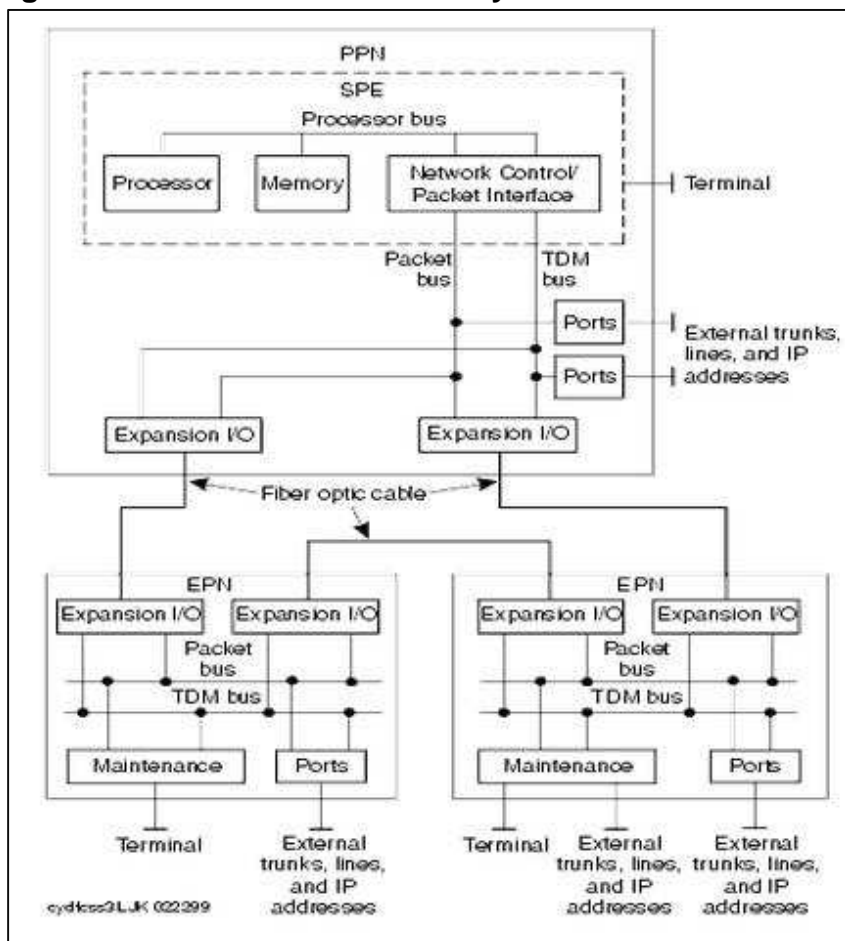 PPN
SPE
Processor bus
Processor
Memory
Network Control/
Packet Interface
Terminal
Packet
bus
TDM
bus
Ports
External trunks,
lines, and IP
addresses
Ports
Expansion I/O
Expansion I/O
Fiber optic cable
EPN
Expansion I/O
Expansion I/O
Packet
bus
TDM bus
Maintenance
Ports
Terminal
External
trunks, lines,
and IP
addresses
EPN
Expansion I/O
Expansion I/O
Packet
bus
TDM bus
Maintenance
Ports
Terminal
External
trunks, lines,
and IP
addresses
External
trunks, lines,
and IP
addresses
022299